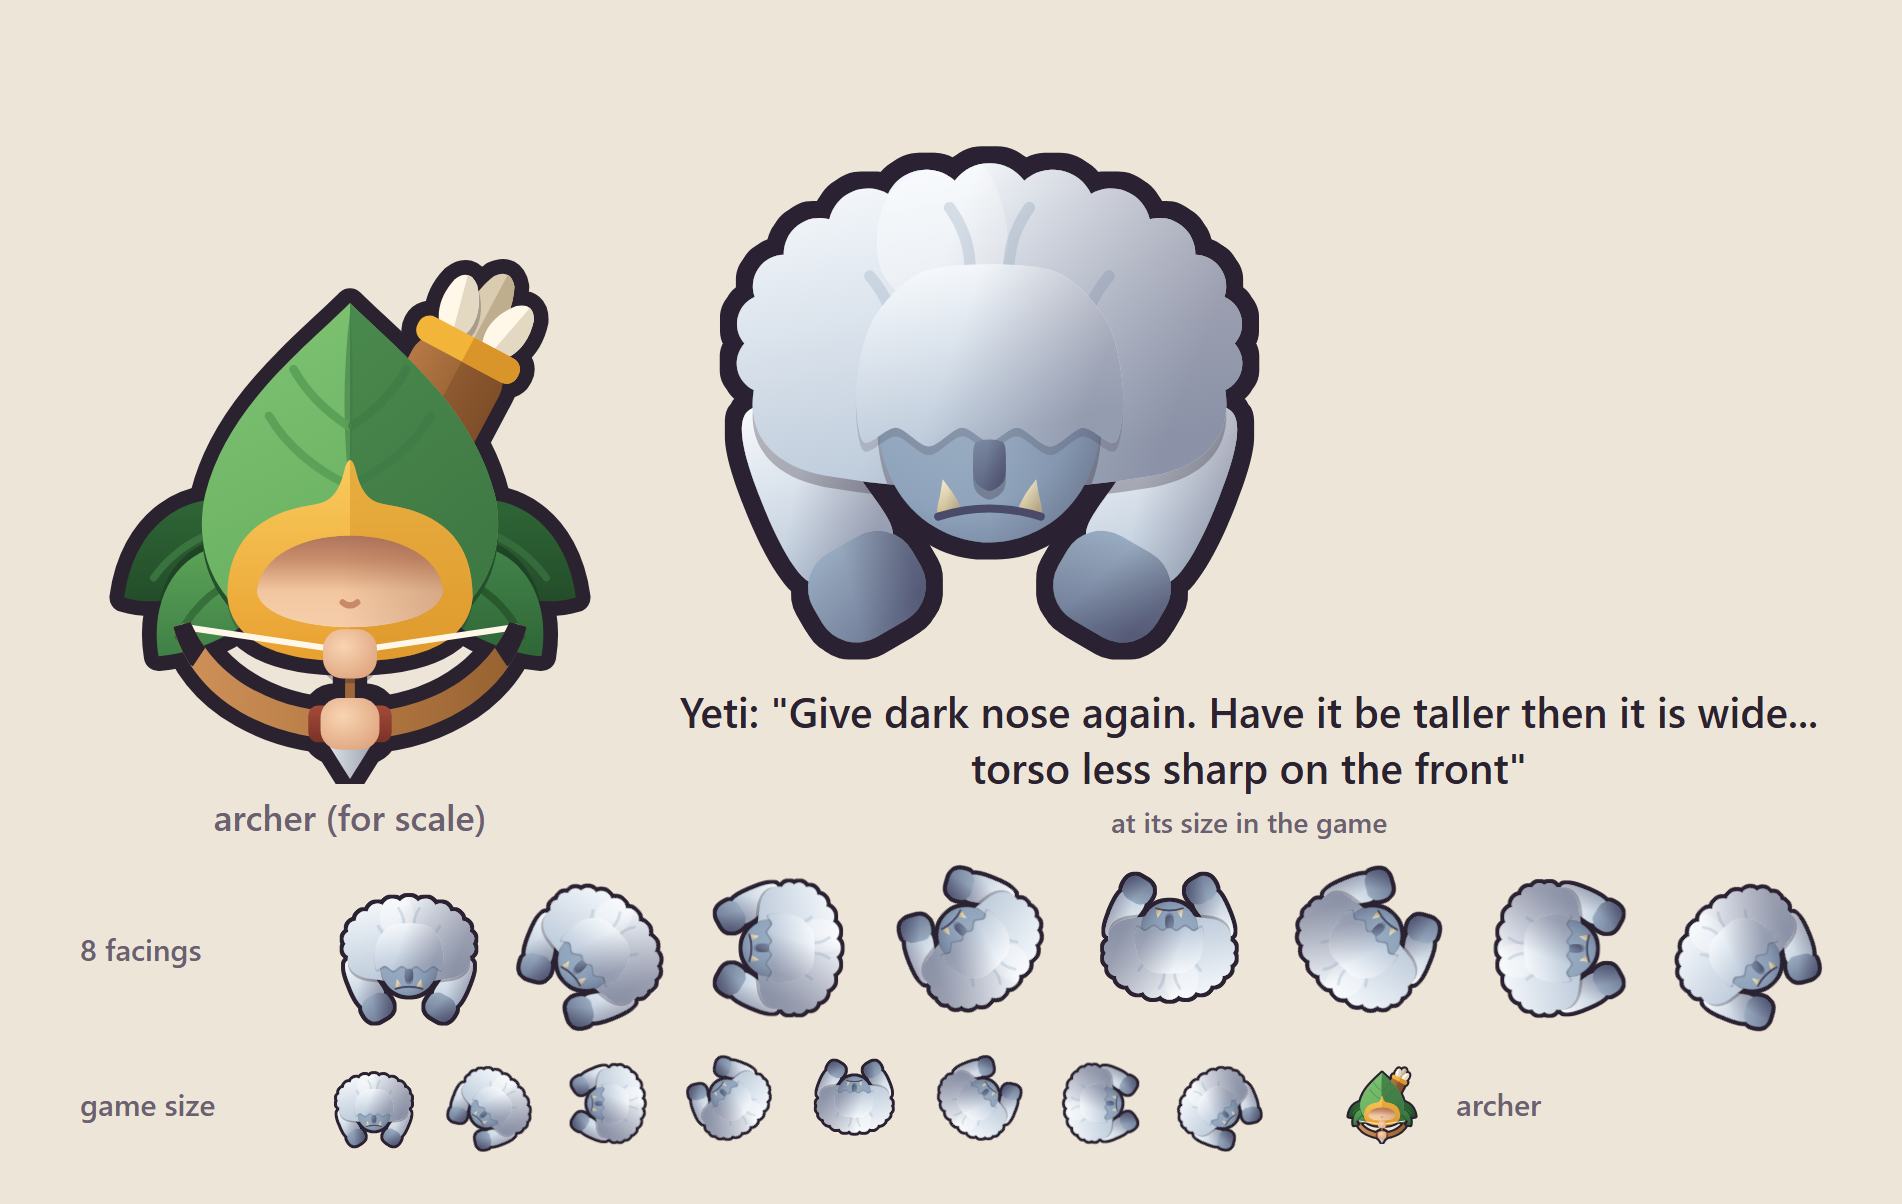 Yeti: "Give dark nose again. Have it be taller then it is wide...
torso less sharp on the front"
archer (for scale)
at its size in the game
8 facings
game size
archer